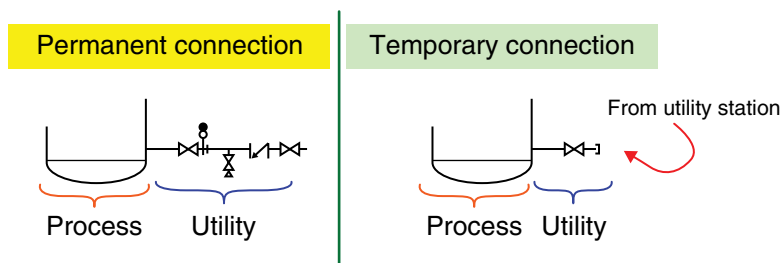 Permanent connection
Process
Utility
Temporary connection
From utility station
Process
Utility